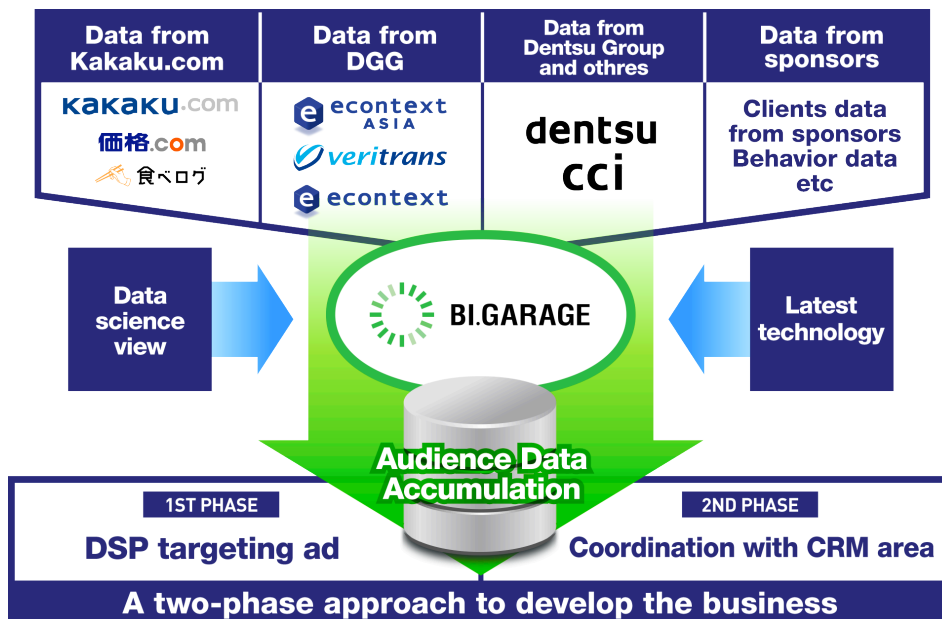 Data from
Kakaku.com
Data from
DGG
Data from
Dentsu Group
and othres
Data from
sponsors
KaKaKU.com
価格.com
食べログ
econtext
ASIA
veritrans
econtext
dentsu
cci
Clients data
from sponsors
Behavior data
etc
Data
science
view
BI.GARAGE
Latest
technology
Audience Data
Accumulation
1ST PHASE
DSP targeting ad
2ND PHASE
Coordination with CRM area
A two-phase approach to develop the business